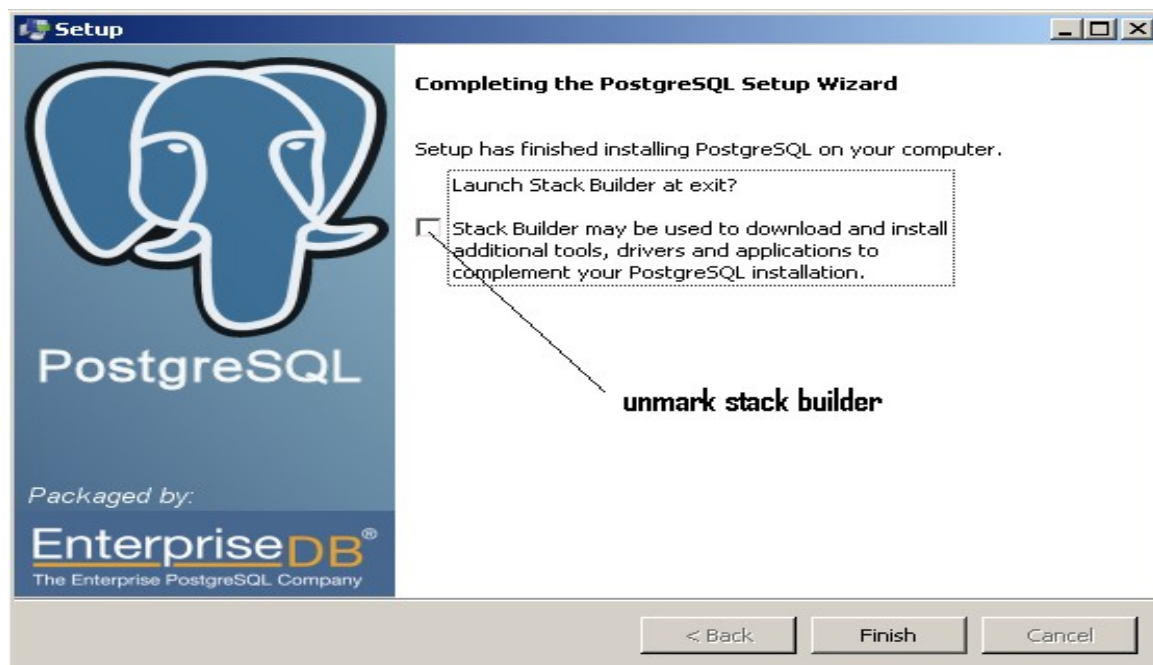 Setup
Completing the PostgreSQL Setup Wizard
Setup has finished installing PostgreSQL on your computer.
Launch Stack Builder at exit?
Stack Builder may be used to download and install
additional tools, drivers and applications to
complement your PostgreSQL installation.
unmark stack builder
PostgreSQL
Packaged by:
EnterpriseDB®
The Enterprise PostgreSQL Company
< Back
Finish
Cancel